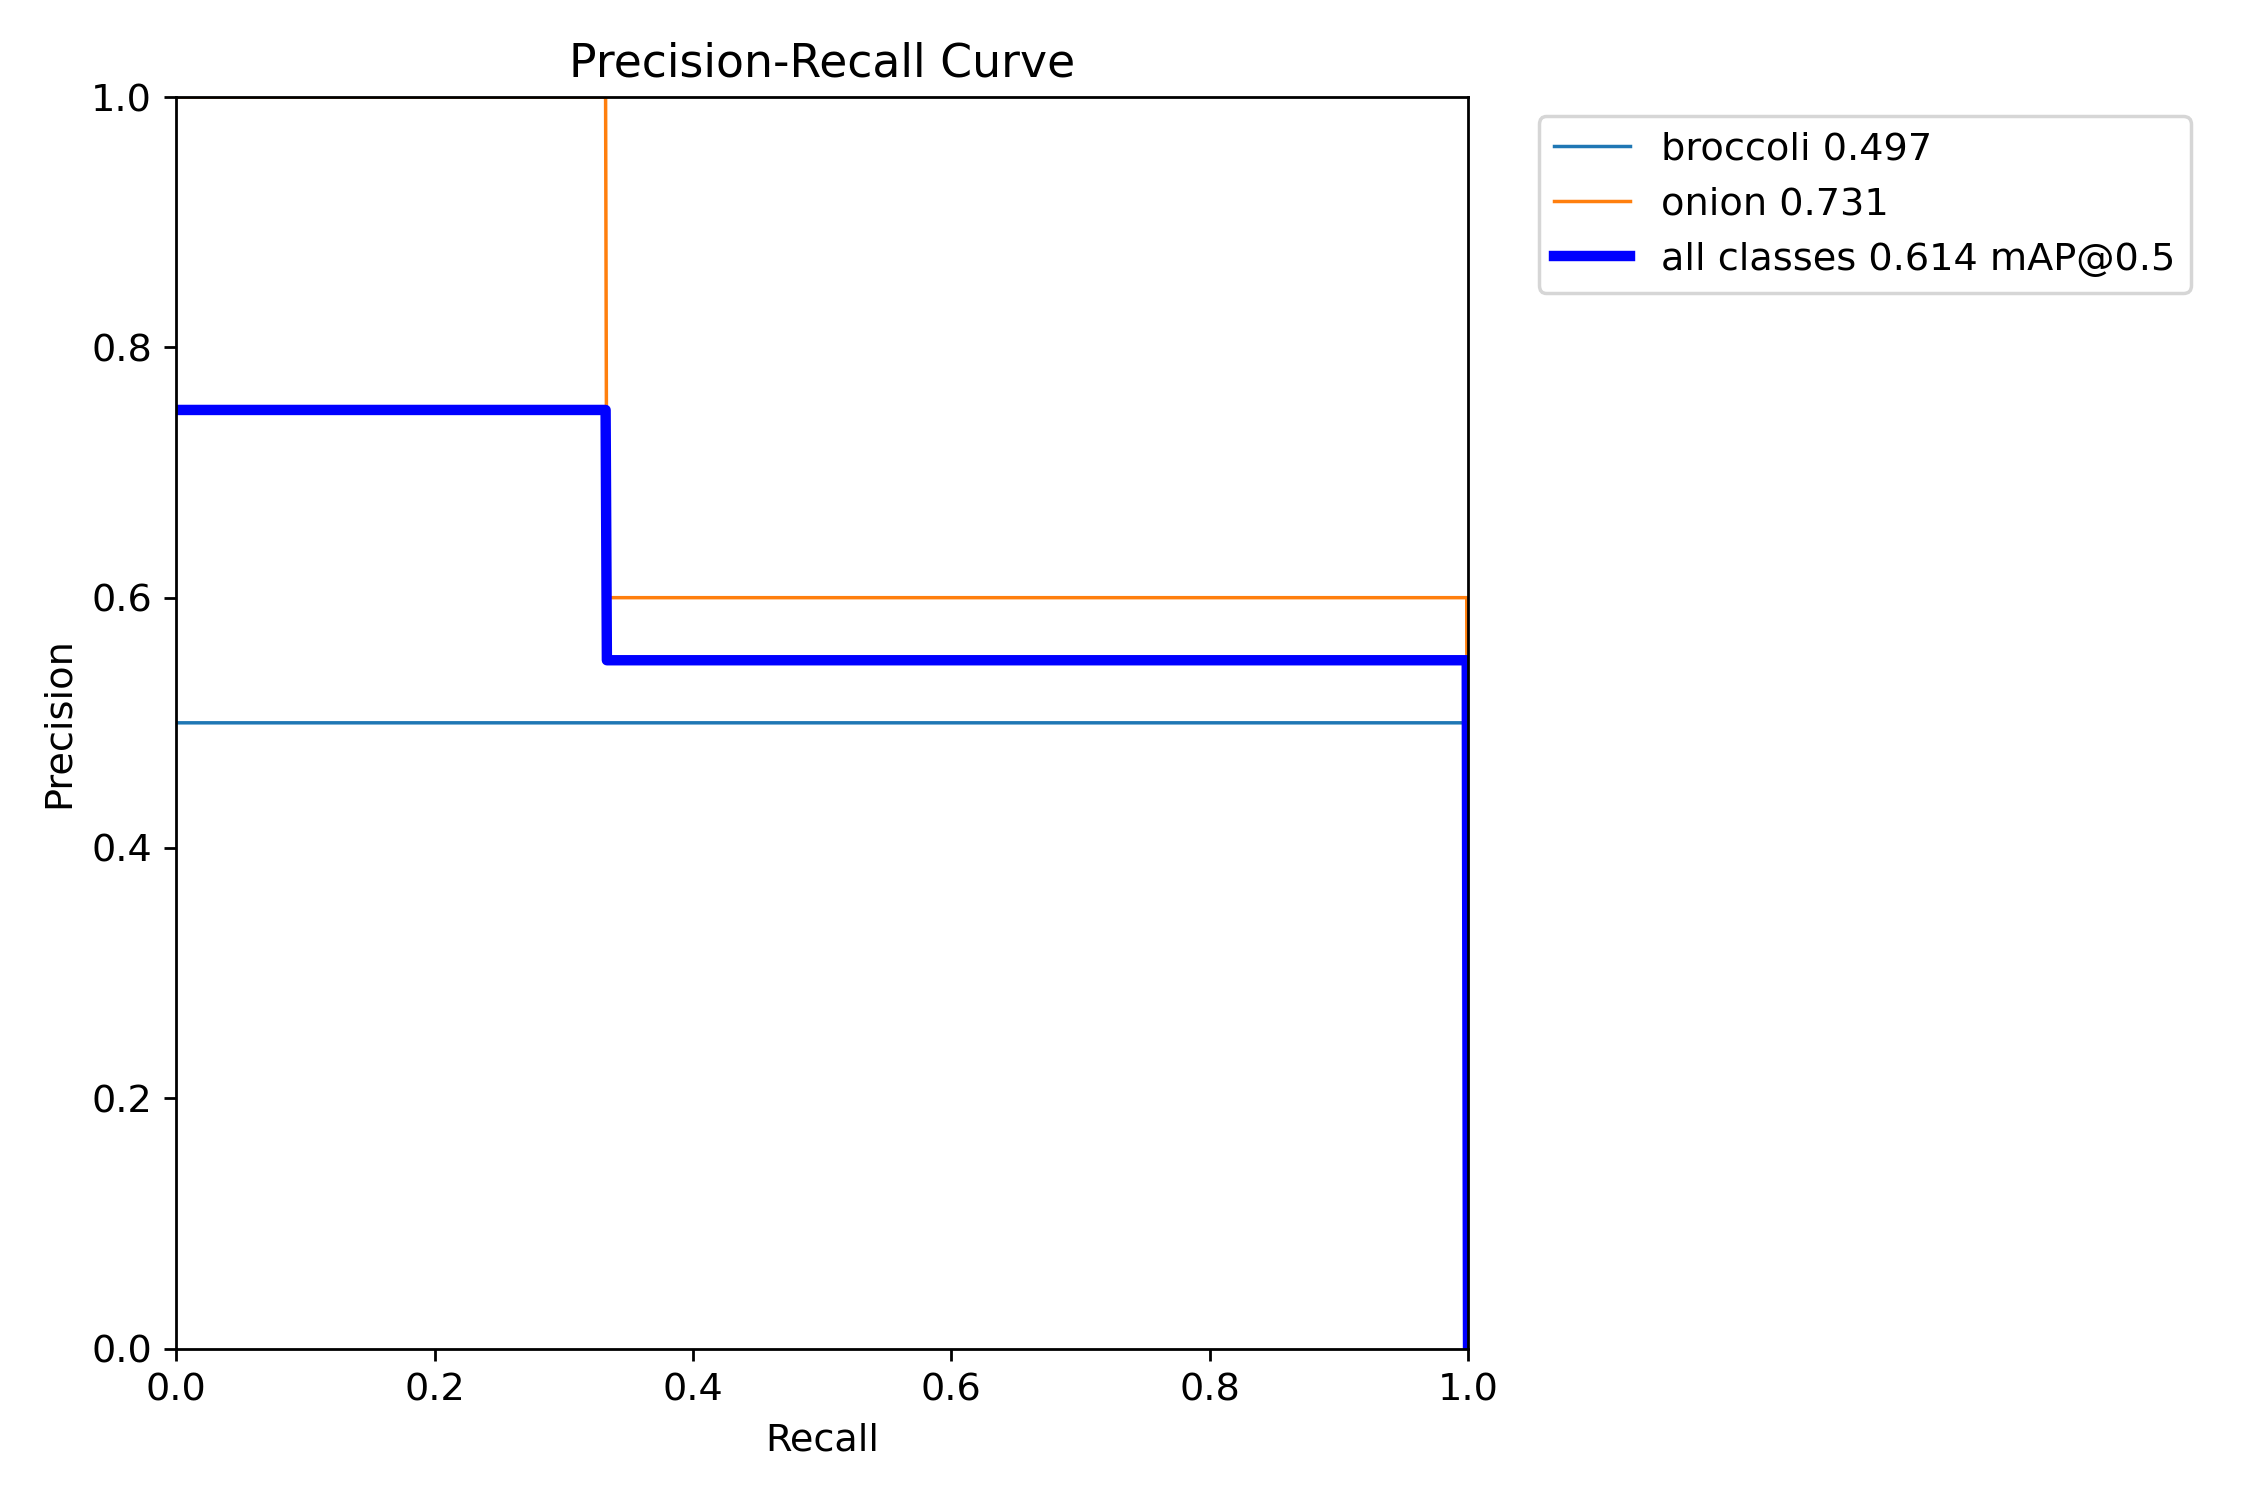 Precision-Recall Curve
1.0
0.8
0.6
0.4
0.2
0.0
Precision
0.0 0.2 0.4 0.6 0.8 1.0
Recall
broccoli 0.497
onion 0.731
all classes 0.614 mAP@0.5